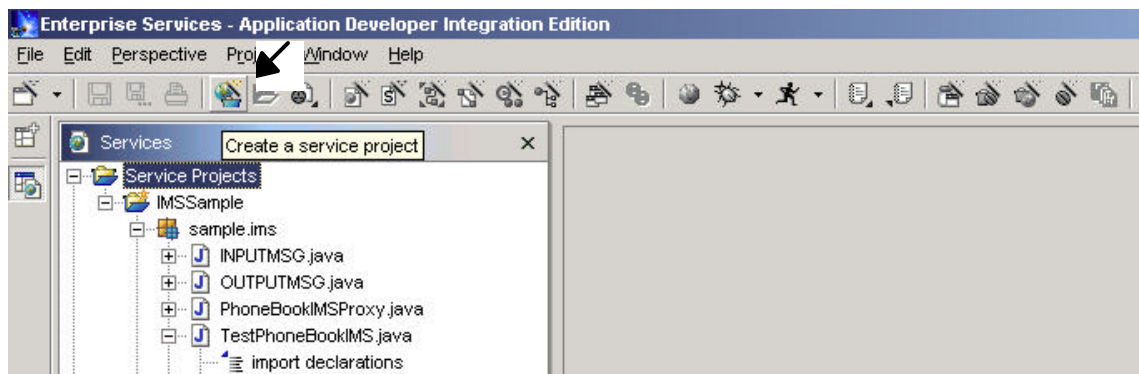 Enterprise Services - Application Developer Integration Edition
File Edit Perspective Proj Window Help
Services
Create a service project
Service Projects
IMSSample
sample.ims
INPUTMSG.java
OUTPUTMSG.java
PhoneBookIMSProxy.java
TestPhoneBookIMS.java
import declarations